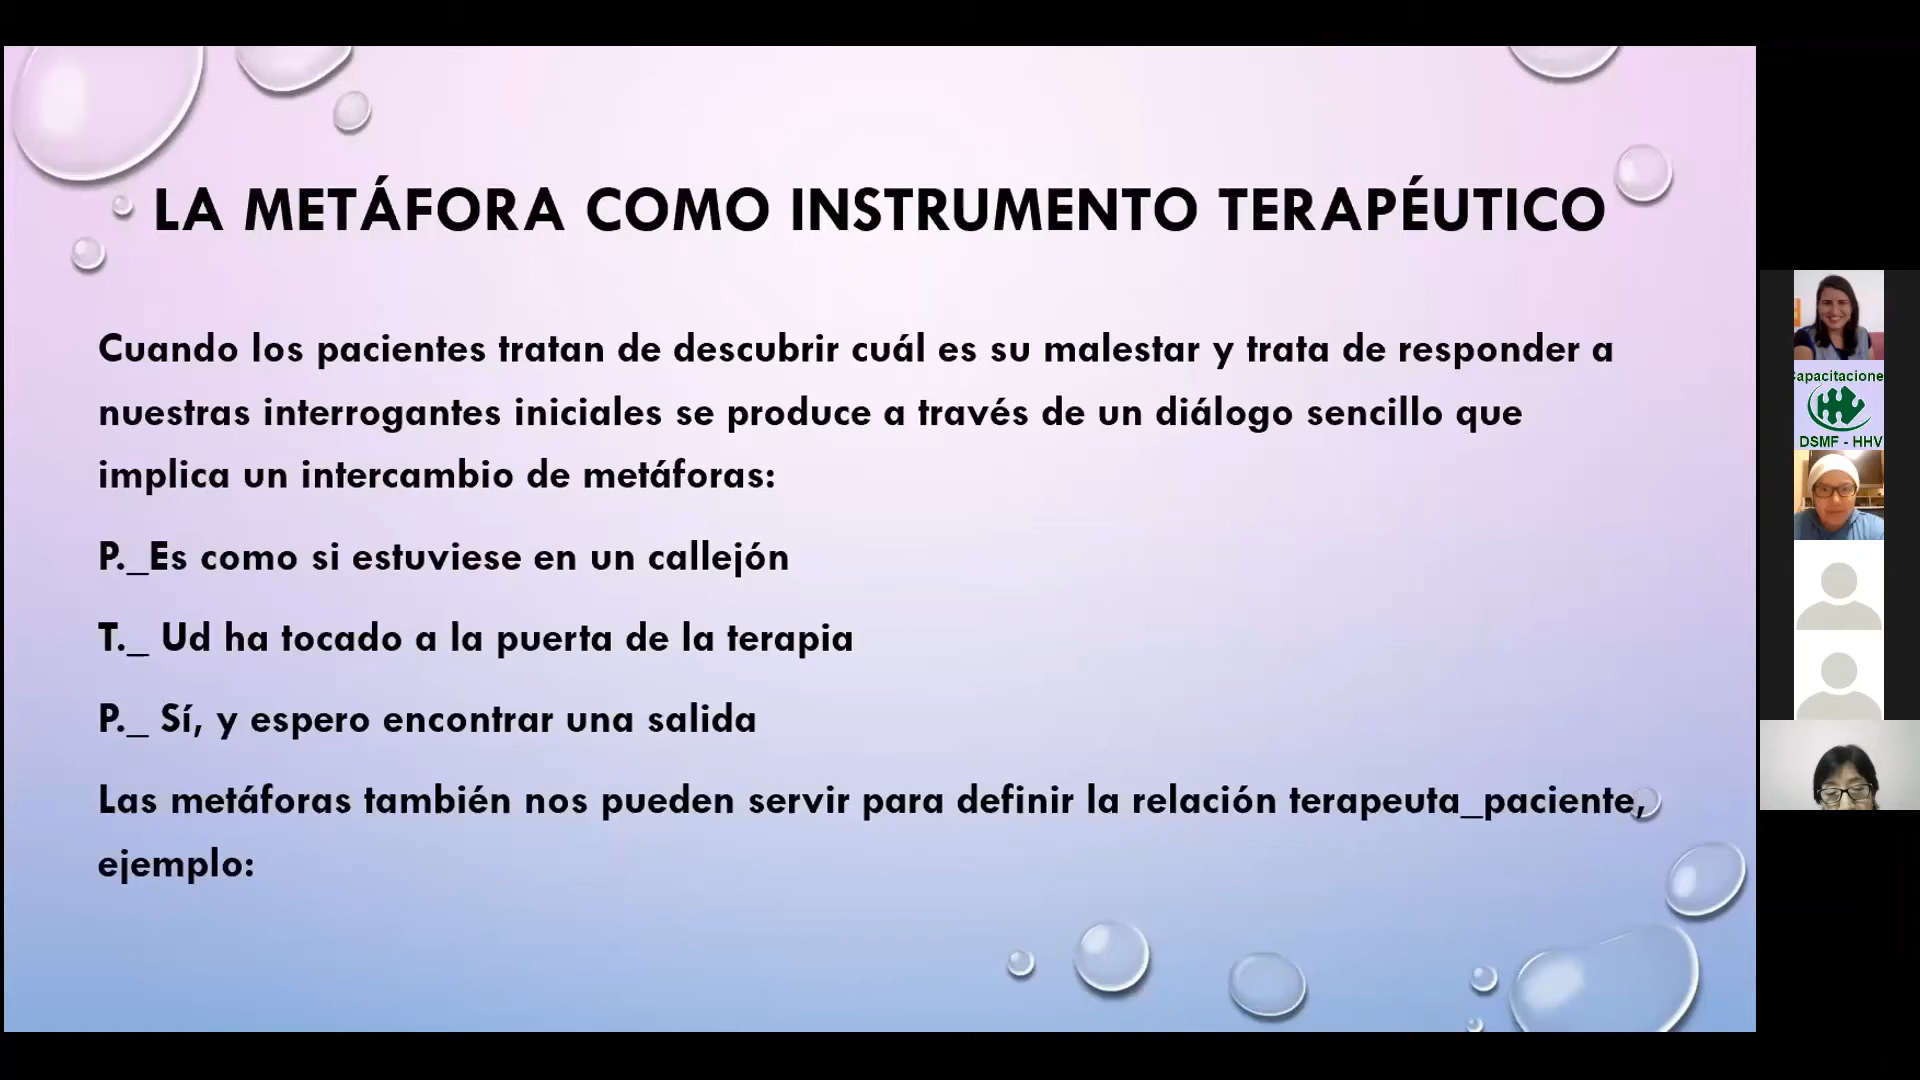 LA METÁFORA COMO INSTRUMENTO TERAPÉUTICO
Cuando los pacientes tratan de descubrir cuál es su malestar y trata de responder a
nuestras interrogantes iniciales se produce a través de un diálogo sencillo que
implica un intercambio de metáforas:
P._Es como si estuviese en un callejón
T._ Ud ha tocado a la puerta de la terapia
P._ Sí, y espero encontrar una salida
Las metáforas también nos pueden servir para definir la relación terapeuta_paciente,
ejemplo:
apacitacione
DSMF - HHV